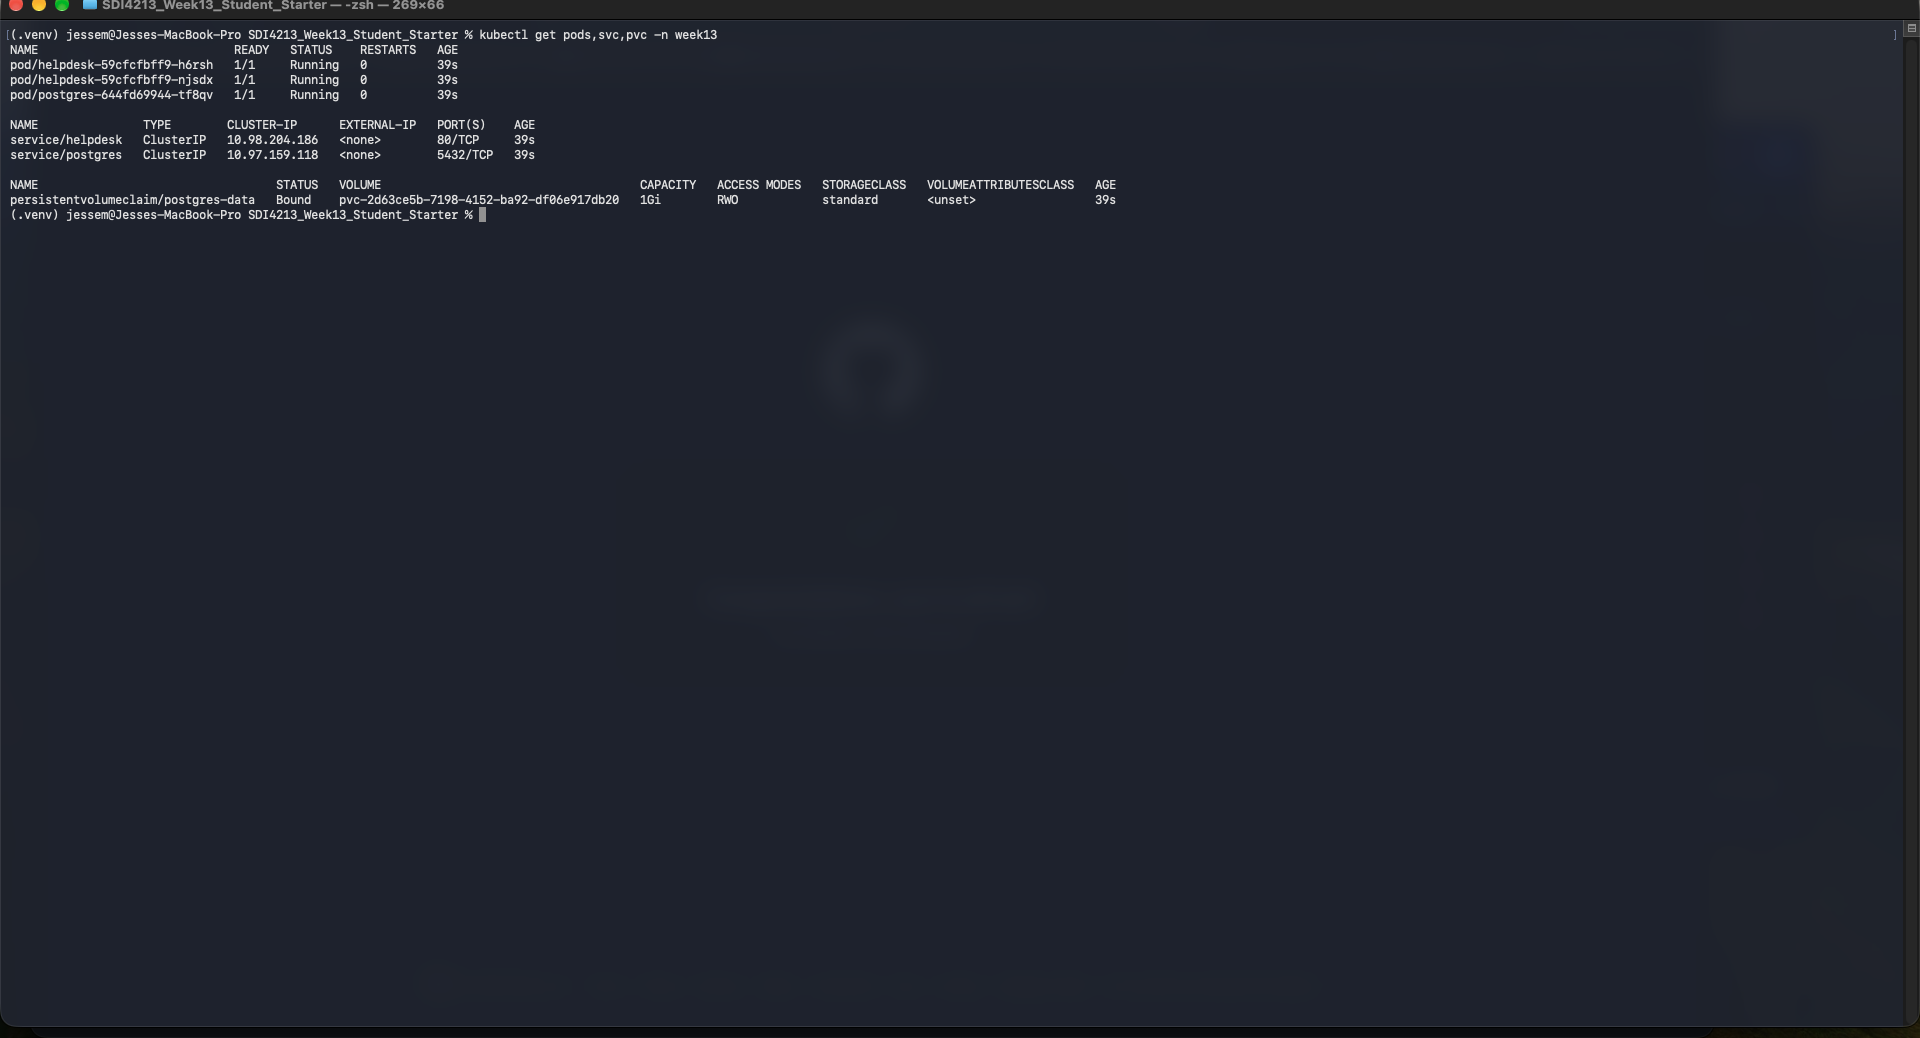 SDI4213_Week13_Student_Starter — -zsh — 269×66
[(.venv) jessem@Jesses-MacBook-Pro SDI4213_Week13_Student_Starter % kubectl get pods,svc,pvc -n week13 ]
NAME READY STATUS RESTARTS AGE
pod/helpdesk-59cfcfbff9-h6rsh 1/1 Running 0 39s
pod/helpdesk-59cfcfbff9-njsdx 1/1 Running 0 39s
pod/postgres-644fd69944-tf8qv 1/1 Running 0 39s
NAME TYPE CLUSTER-IP EXTERNAL-IP PORT(S) AGE
service/helpdesk ClusterIP 10.98.204.186 <none> 80/TCP 39s
service/postgres ClusterIP 10.97.159.118 <none> 5432/TCP 39s
NAME STATUS VOLUME CAPACITY ACCESS MODES STORAGECLASS VOLUMEATTRIBUTESCLASS AGE
persistentvolumeclaim/postgres-data Bound pvc-2d63ce5b-7198-4152-ba92-df06e917db20 1Gi RWO standard <unset> 39s
(.venv) jessem@Jesses-MacBook-Pro SDI4213_Week13_Student_Starter %